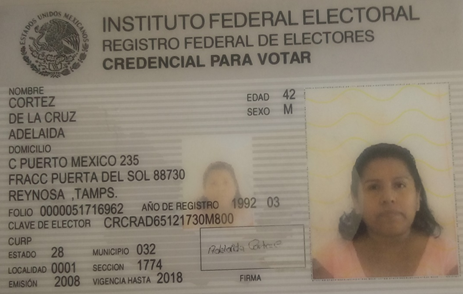 ESTADOS UNIDOS MEXICANOS
INSTITUTO FEDERAL ELECTORAL
REGISTRO FEDERAL DE ELECTORES
CREDENCIAL PARA VOTAR
NOMBRE
CORTEZ
DE LA CRUZ
ADELAIDA
EDAD 42
SEXO M
DOMICILIO
C PUERTO MEXICO 235
FRACC PUERTA DEL SOL 88730
REYNOSA ,TAMPS.
FOLIO 0000051716962 AÑO DE REGISTRO 1992 03
CLAVE DE ELECTOR CRCRAD65121730M800
CURP
ESTADO 28 MUNICIPIO 032
LOCALIDAD 0001 SECCION 1774
EMISIÓN 2008 VIGENCIA HASTA 2018 FIRMA